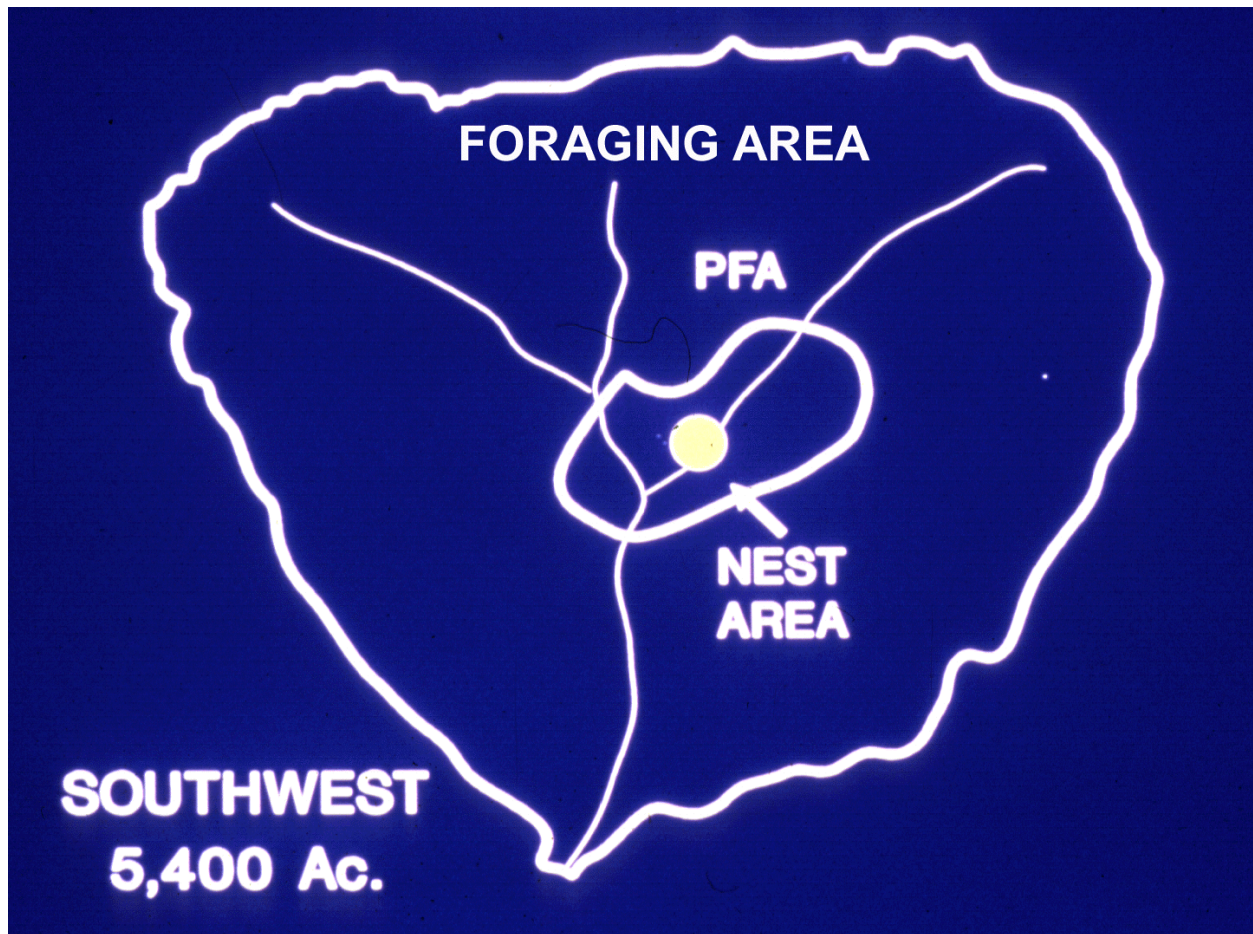 FORAGING AREA
PFA
NEST
AREA
SOUTHWEST
5,400 Ac.